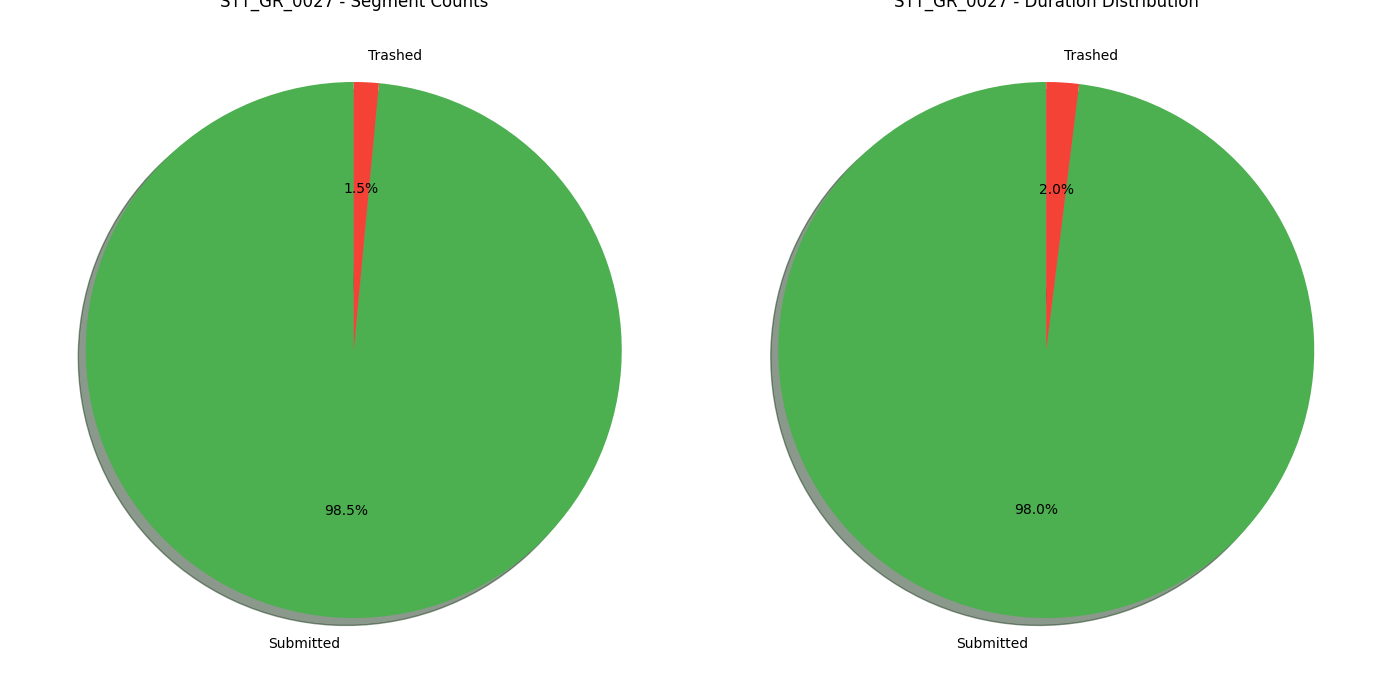 STT_GR_0027 - Segment Counts
Trashed
1.5%
98.5%
Submitted
STT_GR_0027 - Duration Distribution
Trashed
2.0%
98.0%
Submitted